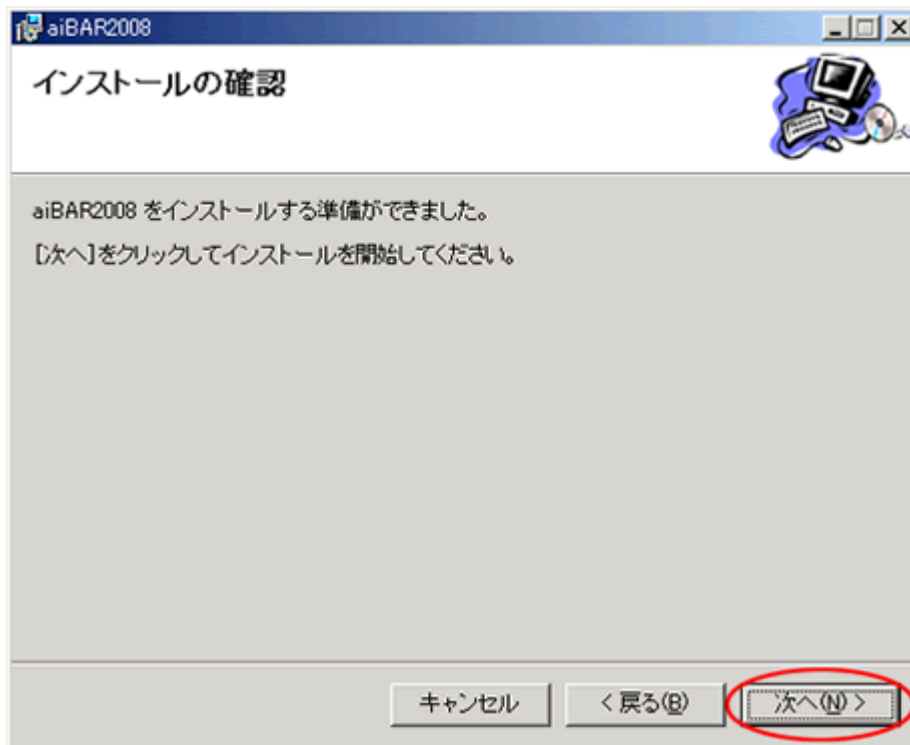 aiBAR2008
インストールの確認
aiBAR2008 をインストールする準備ができました。
[次へ]をクリックしてインストールを開始してください。
キャンセル
< 戻る(B)
次へ(N) >